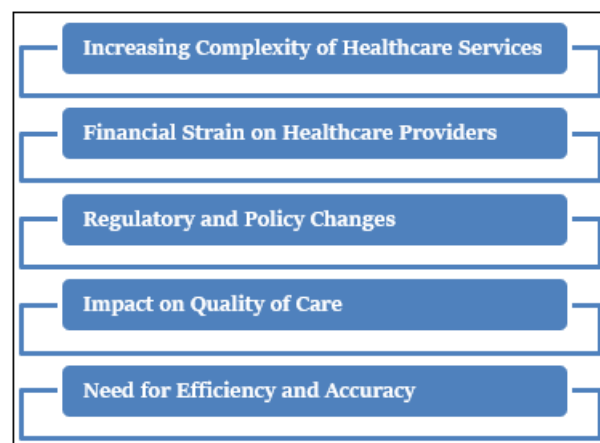 Increasing Complexity of Healthcare Services
Financial Strain on Healthcare Providers
Regulatory and Policy Changes
Impact on Quality of Care
Need for Efficiency and Accuracy